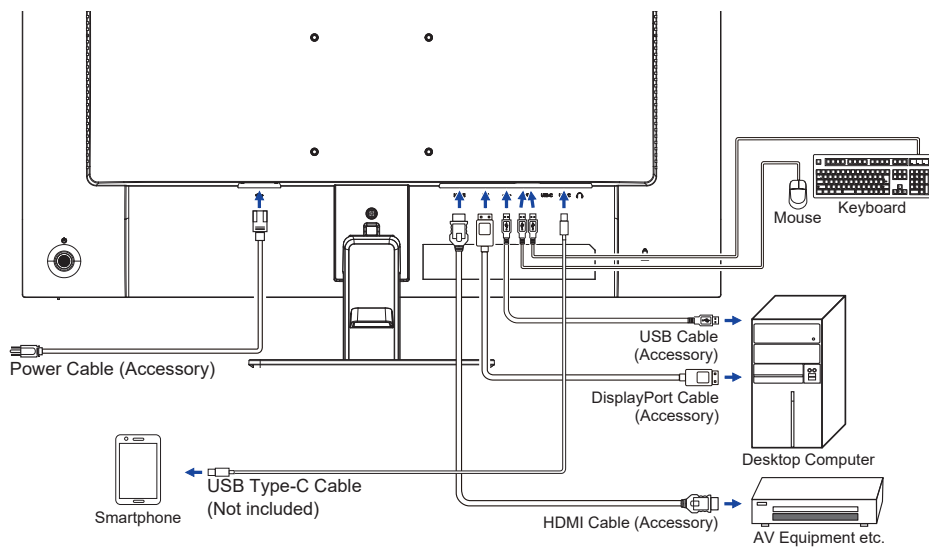 Mouse
Keyboard
USB Cable
(Accessory)
Power Cable (Accessory)
DisplayPort Cable
(Accessory)
Desktop Computer
USB Type-C Cable
(Not included)
Smartphone
HDMI Cable (Accessory)
AV Equipment etc.